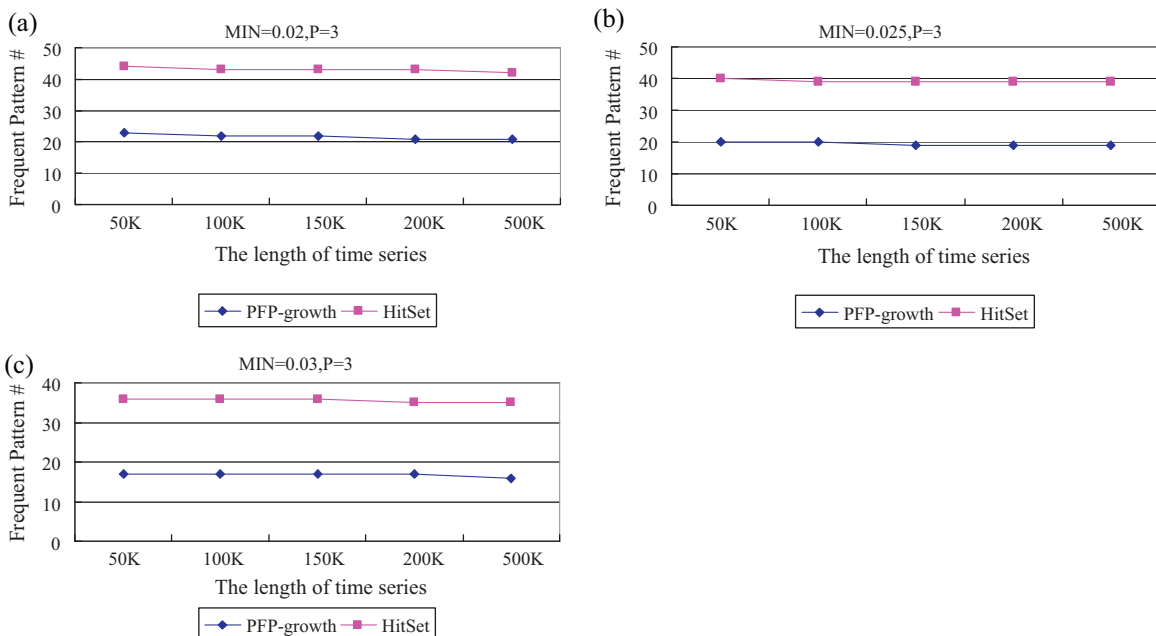 (a)
MIN=0.02,P=3
Frequent Pattern #
50
40
30
20
10
0
50K 100K 150K 200K 500K
The length of time series
PFP-growth HitSet
(b)
MIN=0.025,P=3
Frequent Pattern #
50
40
30
20
10
0
50K 100K 150K 200K 500K
The length of time series
PFP-growth HitSet
(c)
MIN=0.03,P=3
Frequent Pattern #
40
30
20
10
0
50K 100K 150K 200K 500K
The length of time series
PFP-growth HitSet